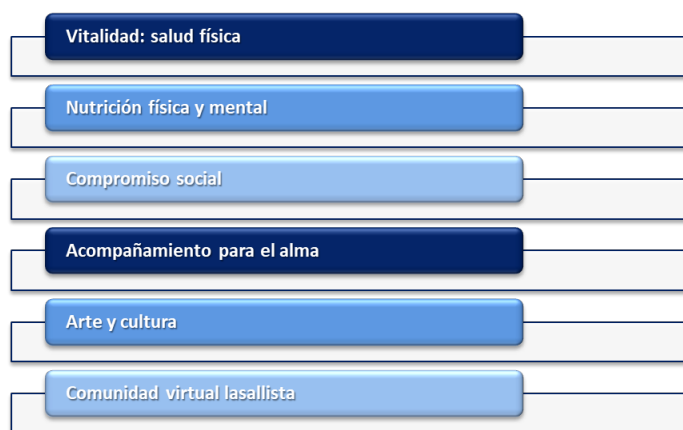 Vitalidad: salud física
Nutrición física y mental
Compromiso social
Acompañamiento para el alma
Arte y cultura
Comunidad virtual lasallista